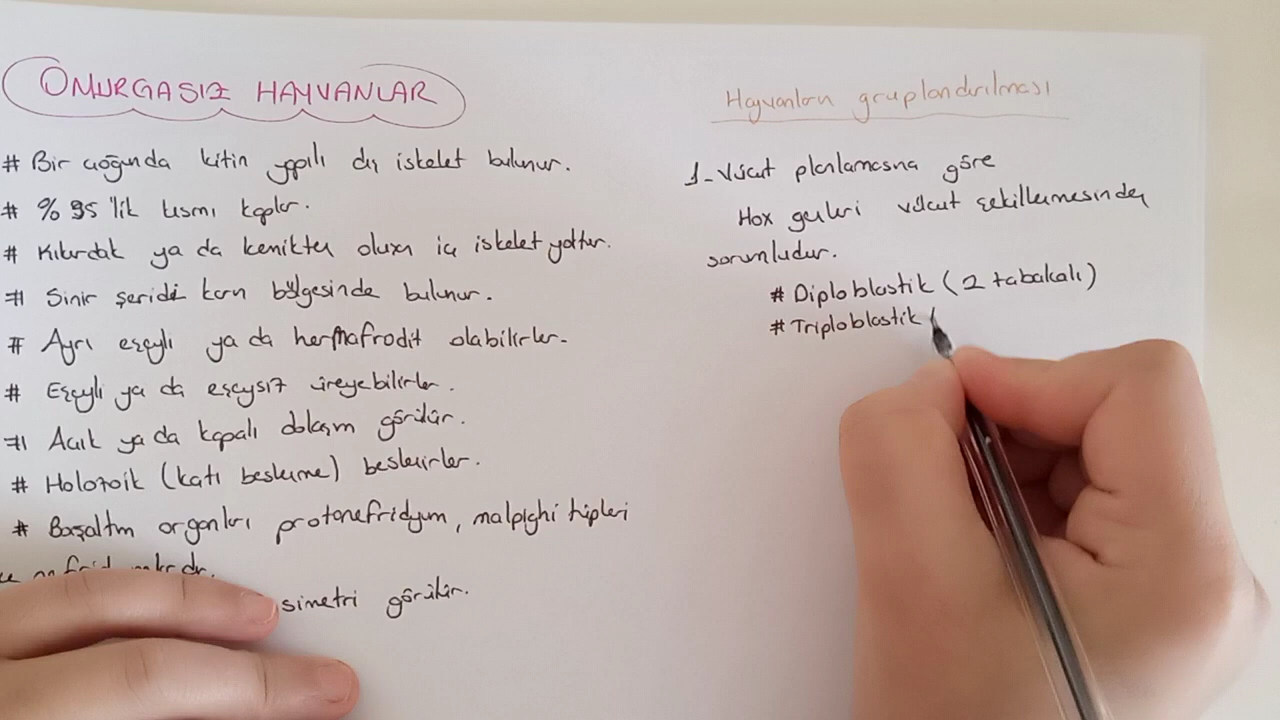 OMURGASIZ HAYVANLAR
# Bir çoğunda kitin yapılı dış iskelet bulunur.
# %95'lik kısmı kaplar.
# Kıkırdak ya da kemikten oluşan iç iskelet yoktur.
# Sinir şeridi karın bölgesinde bulunur.
# Ayrı eşeyli ya da hermafrodit olabilirler.
# Eşeyli ya da eşeysiz üreyebilirler.
# Açık ya da kapalı dolaşım görülür.
# Holozoik (katı beslenme) beslenirler.
# Boşaltım organları protonefridyum, malpighi tüpleri
simetri görülür.
Hayvanların gruplandırılması
1-Vücut planlamasına göre
Hox genleri vücut şekillenmesinden
sorumludur.
# Diploblastik (2 tabakalı)
# Triploblastik (